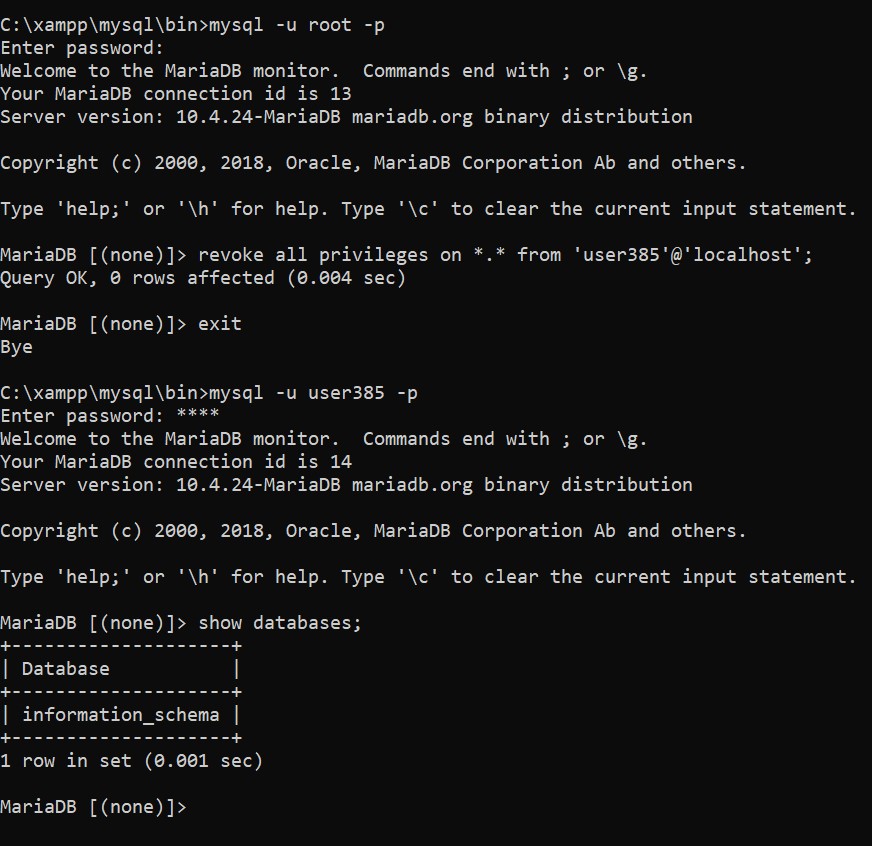 C:\xampp\mysql\bin>mysql -u root -p
Enter password:
Welcome to the MariaDB monitor.  Commands end with ; or \g.
Your MariaDB connection id is 13
Server version: 10.4.24-MariaDB mariadb.org binary distribution
Copyright (c) 2000, 2018, Oracle, MariaDB Corporation Ab and others.
Type 'help;' or '\h' for help. Type '\c' to clear the current input statement.
MariaDB [(none)]> revoke all privileges on *.* from 'user385'@'localhost';
Query OK, 0 rows affected (0.004 sec)
MariaDB [(none)]> exit
Bye
C:\xampp\mysql\bin>mysql -u user385 -p
Enter password: ****
Welcome to the MariaDB monitor.  Commands end with ; or \g.
Your MariaDB connection id is 14
Server version: 10.4.24-MariaDB mariadb.org binary distribution
Copyright (c) 2000, 2018, Oracle, MariaDB Corporation Ab and others.
Type 'help;' or '\h' for help. Type '\c' to clear the current input statement.
MariaDB [(none)]> show databases;
+--------------------+
| Database           |
+--------------------+
| information_schema |
+--------------------+
1 row in set (0.001 sec)
MariaDB [(none)]>